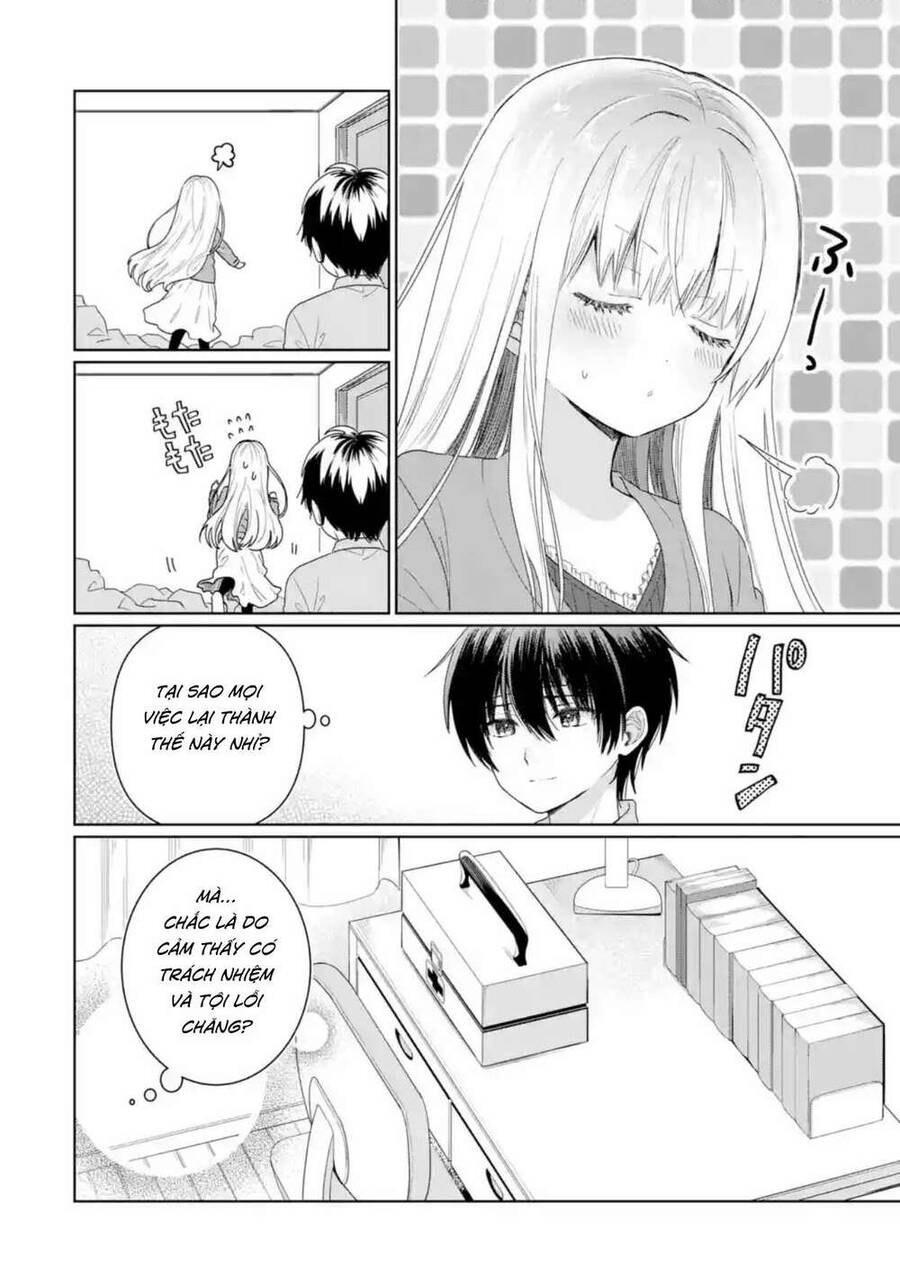 ふーっ
もた
もた
パタン
TẠI SAO MỌI
VIỆC LẠI THÀNH
THẾ NÀY NHỈ?
MÀ...
CHẮC LÀ DO
CẢM THẤY CÓ
TRÁCH NHIỆM
VÀ TỘI LỖI
CHĂNG?